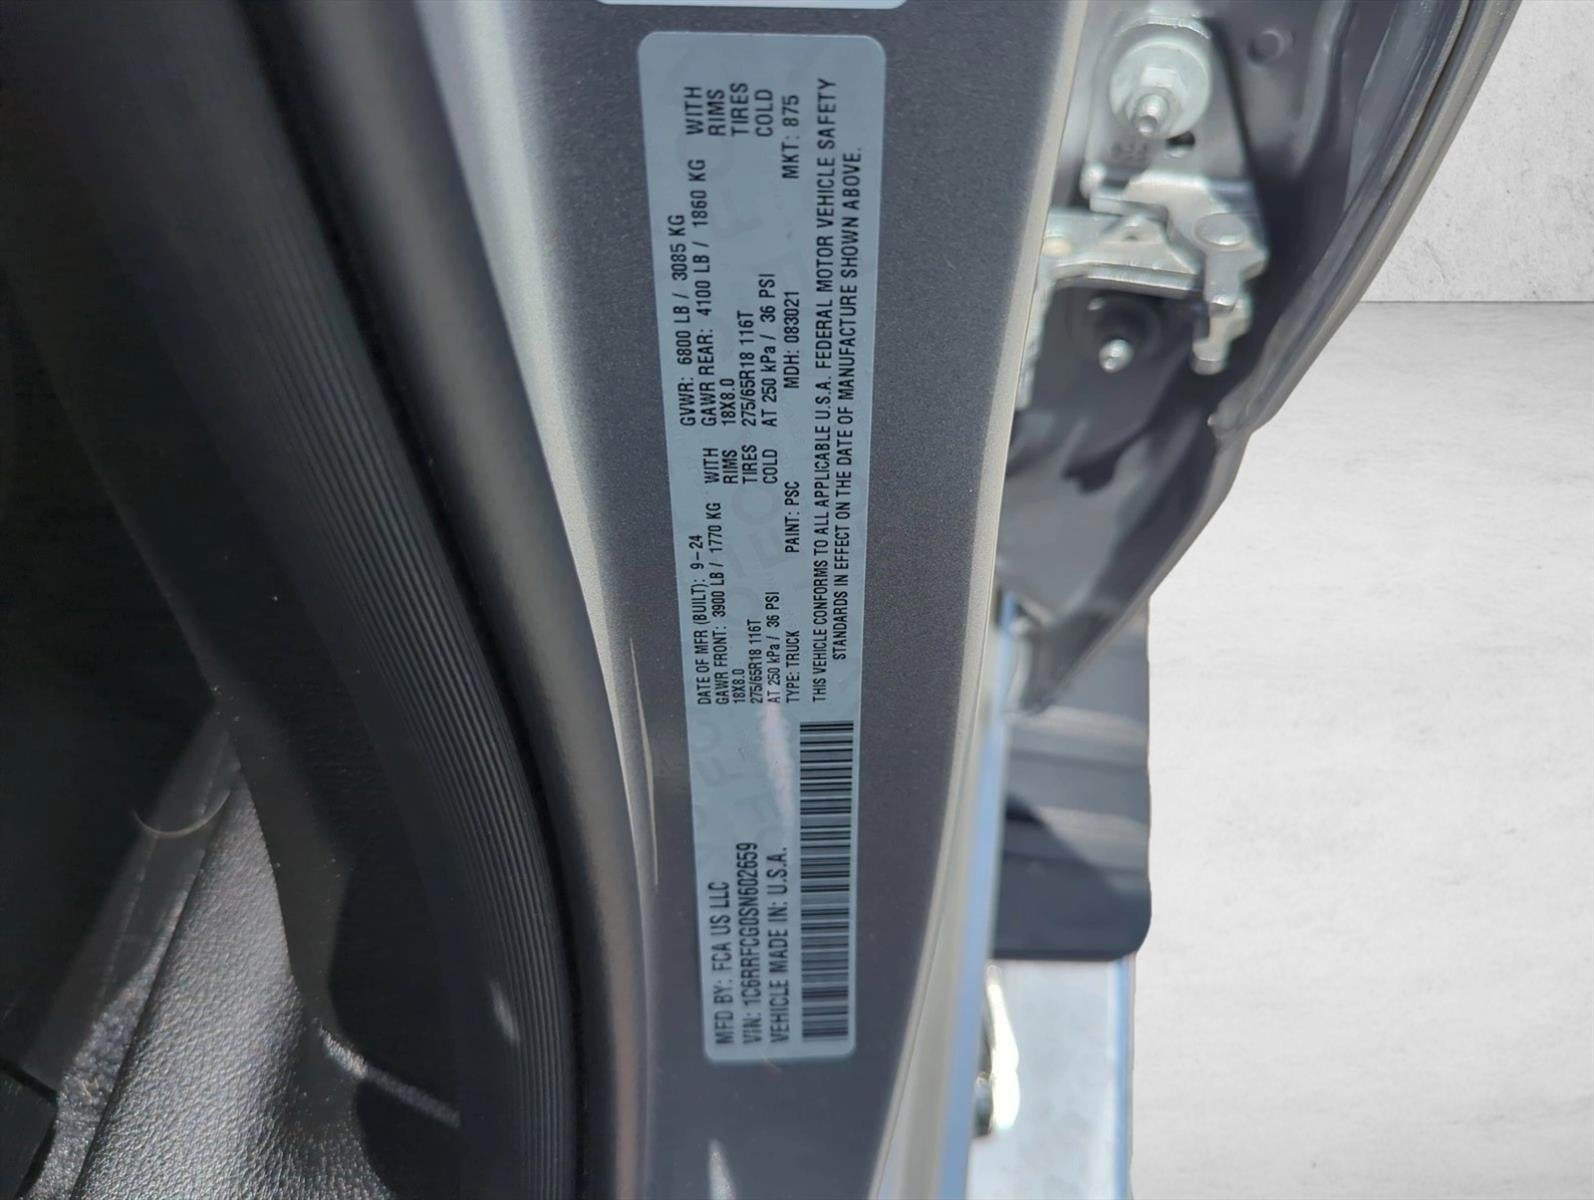 MFD BY: FCA US LLC
VIN: 1C6RRFCG0SN602659
VEHICLE MADE IN: U.S.A.
DATE OF MFR (BUILT): 9-24 GVWR: 6800 LB / 3085 KG
GAWR FRONT: 3900 LB / 1770 KG WITH GAWR REAR: 4100 LB / 1860 KG WITH
18X8.0 RIMS 18X8.0 RIMS
275/65R18 116T TIRES 275/65R18 116T TIRES
AT 250 kPa / 36 PSI COLD AT 250 kPa / 36 PSI COLD
TYPE: TRUCK PAINT: PSC MDH: 083021 MKT: 875
THIS VEHICLE CONFORMS TO ALL APPLICABLE U.S.A. FEDERAL MOTOR VEHICLE SAFETY
STANDARDS IN EFFECT ON THE DATE OF MANUFACTURE SHOWN ABOVE.